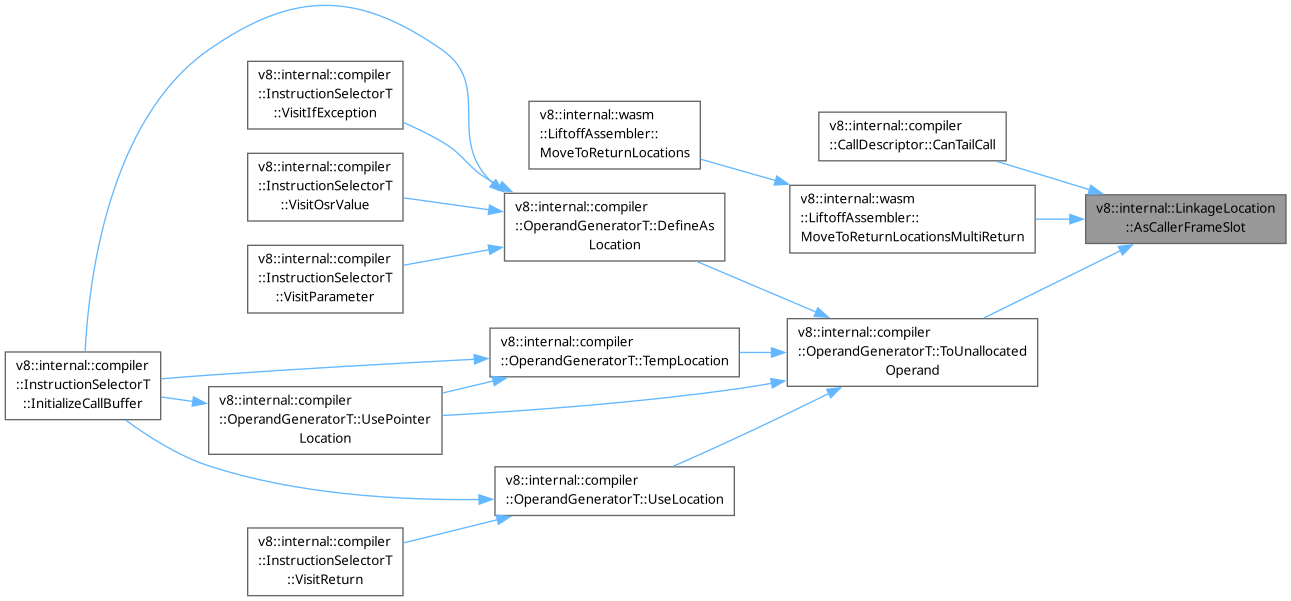 v8::internal::compiler
::InstructionSelectorT
::VisitIfException
v8::internal::wasm
::LiftoffAssembler::
MoveToReturnLocations
v8::internal::compiler
::CallDescriptor::CanTailCall
v8::internal::compiler
::InstructionSelectorT
::VisitOsrValue
v8::internal::compiler
::OperandGeneratorT::DefineAs
Location
v8::internal::wasm
::LiftoffAssembler::
MoveToReturnLocationsMultiReturn
v8::internal::LinkageLocation
::AsCallerFrameSlot
v8::internal::compiler
::InstructionSelectorT
::VisitParameter
v8::internal::compiler
::InstructionSelectorT
::InitializeCallBuffer
v8::internal::compiler
::OperandGeneratorT::TempLocation
v8::internal::compiler
::OperandGeneratorT::ToUnallocated
Operand
v8::internal::compiler
::OperandGeneratorT::UsePointer
Location
v8::internal::compiler
::OperandGeneratorT::UseLocation
v8::internal::compiler
::InstructionSelectorT
::VisitReturn